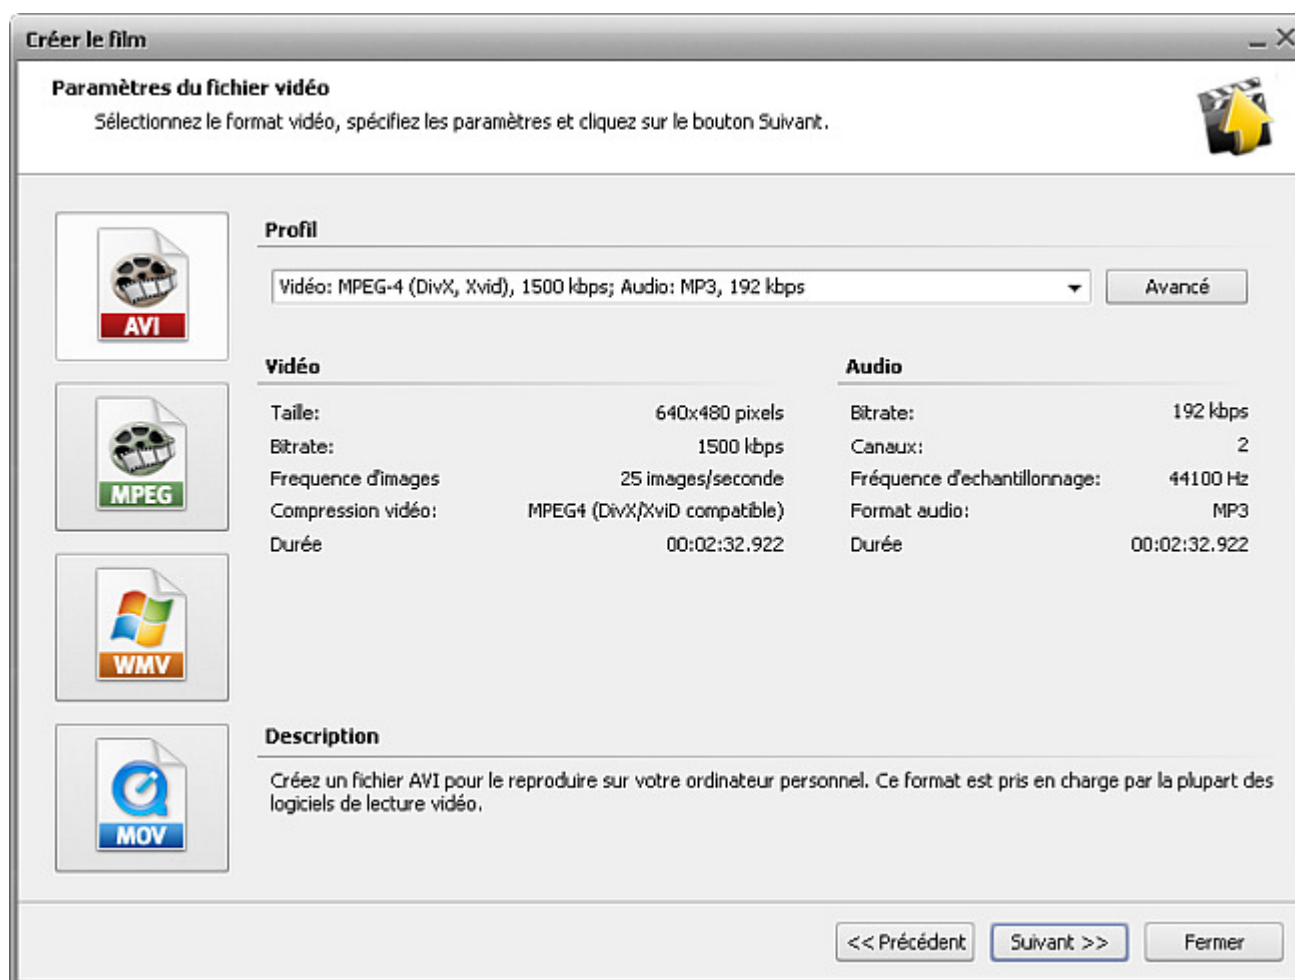 Créer le film
Paramètres du fichier vidéo
Sélectionnez le format vidéo, spécifiez les paramètres et cliquez sur le bouton Suivant.
AVI
MPEG
WMV
MOV
Profil
Vidéo: MPEG-4 (DivX, Xvid), 1500 kbps; Audio: MP3, 192 kbps
Avancé
Vidéo
Taille: 640x480 pixels
Bitrate: 1500 kbps
Frequence d'images 25 images/seconde
Compression vidéo: MPEG4 (DivX/XviD compatible)
Durée 00:02:32.922
Audio
Bitrate: 192 kbps
Canaux: 2
Fréquence d'echantillonnage: 44100 Hz
Format audio: MP3
Durée 00:02:32.922
Description
Créez un fichier AVI pour le reproduire sur votre ordinateur personnel. Ce format est pris en charge par la plupart des
logiciels de lecture vidéo.
<< Précédent
Suivant >>
Fermer